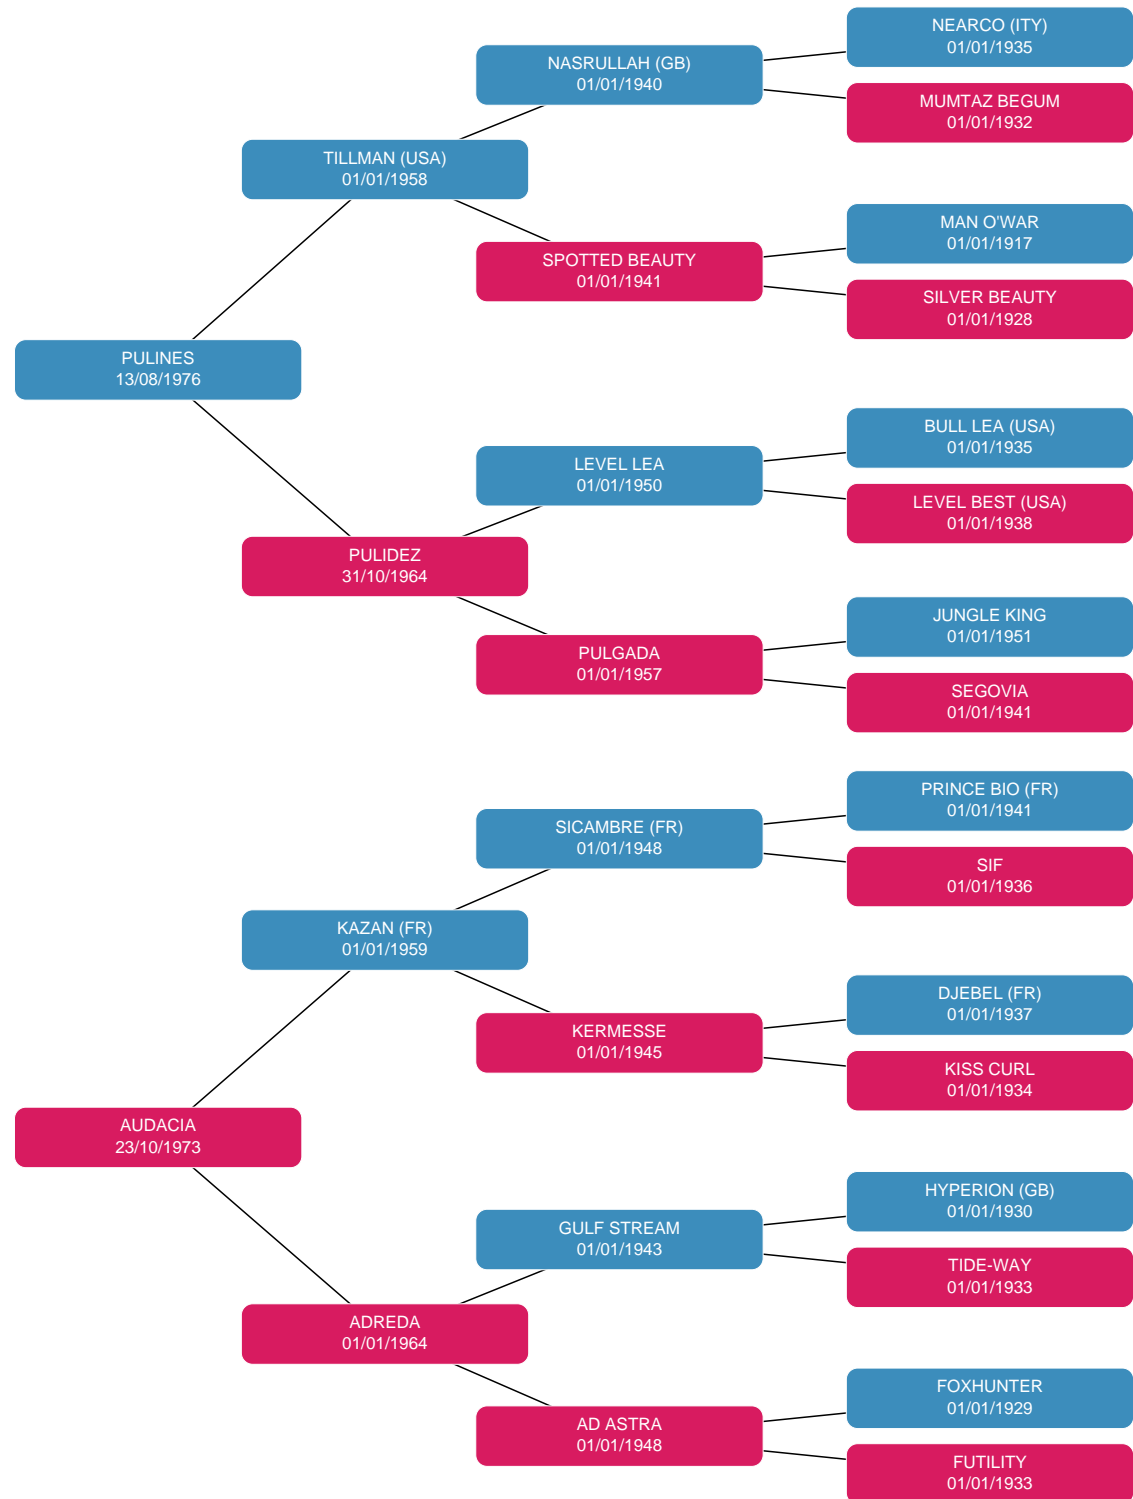 NEARCO (ITY)
01/01/1935
NASRULLAH (GB)
01/01/1940
MUMTAZ BEGUM
01/01/1932
TILLMAN (USA)
01/01/1958
MAN O'WAR
01/01/1917
SPOTTED BEAUTY
01/01/1941
SILVER BEAUTY
01/01/1928
PULINES
13/08/1976
BULL LEA (USA)
01/01/1935
LEVEL LEA
01/01/1950
LEVEL BEST (USA)
01/01/1938
PULIDEZ
31/10/1964
JUNGLE KING
01/01/1951
PULGADA
01/01/1957
SEGOVIA
01/01/1941
PRINCE BIO (FR)
01/01/1941
SICAMBRE (FR)
01/01/1948
SIF
01/01/1936
KAZAN (FR)
01/01/1959
DJEBEL (FR)
01/01/1937
KERMESSE
01/01/1945
KISS CURL
01/01/1934
AUDACIA
23/10/1973
HYPERION (GB)
01/01/1930
GULF STREAM
01/01/1943
TIDE-WAY
01/01/1933
ADREDA
01/01/1964
FOXHUNTER
01/01/1929
AD ASTRA
01/01/1948
FUTILITY
01/01/1933